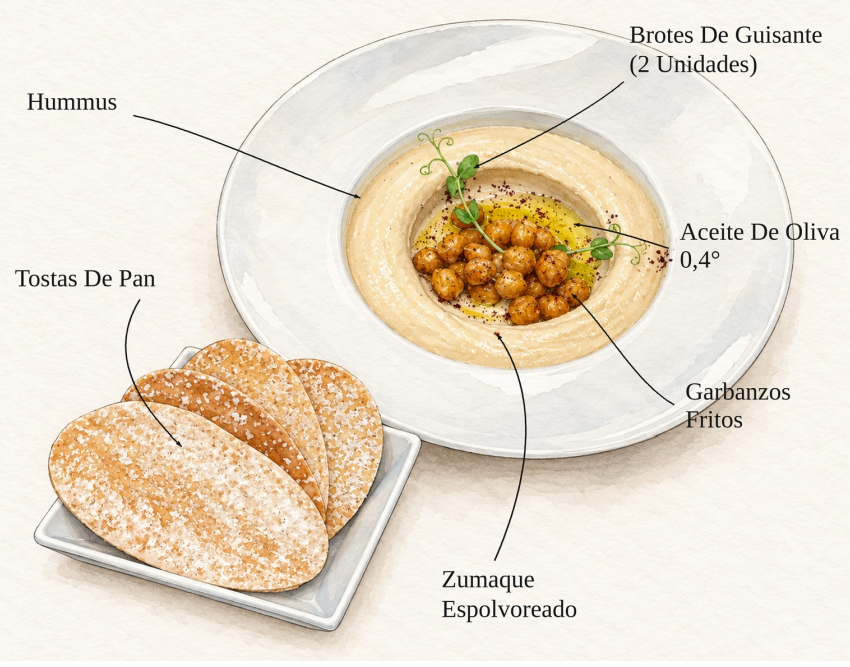 Brotes De Guisante
(2 Unidades)
Hummus
Aceite De Oliva
0,4°
Tostas De Pan
Garbanzos
Fritos
Zumaque
Espolvoreado